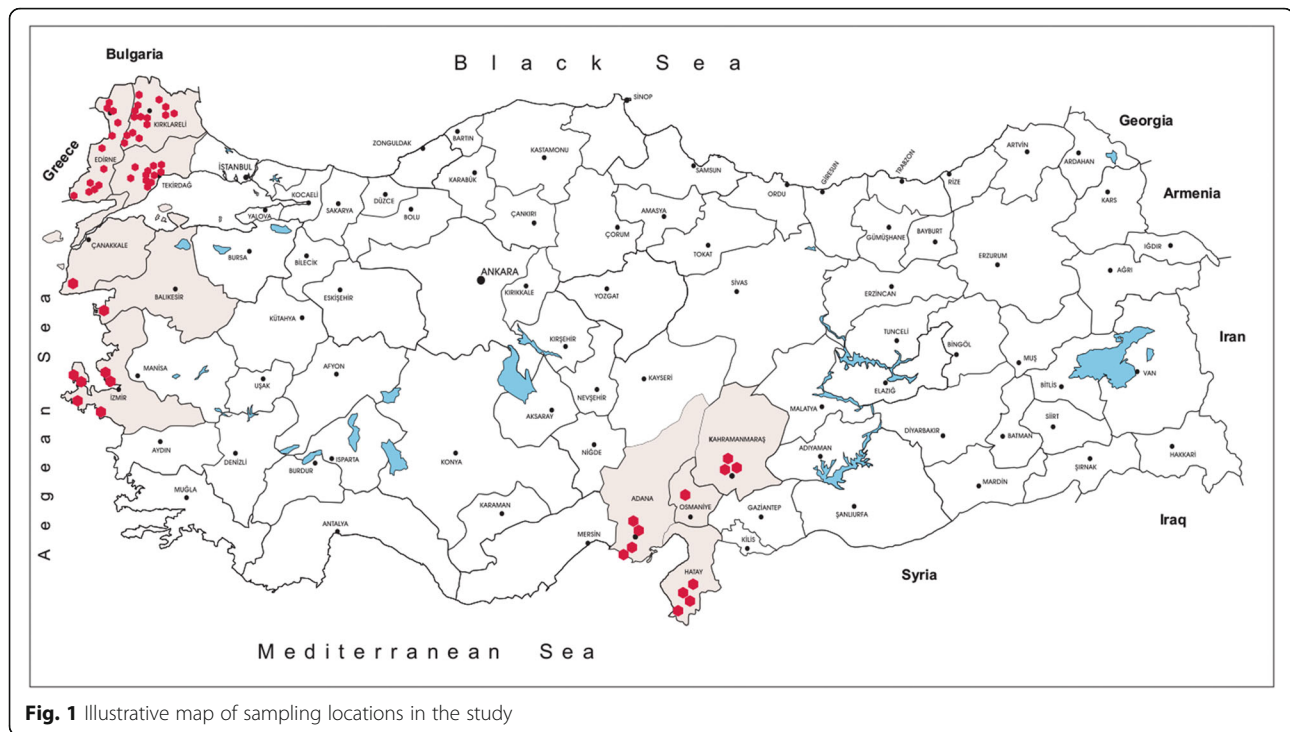 Bulgaria
Black Sea
SİNOP
Georgia
KIRKLARELİ
BARTIN
ZONGULDAK
KASTAMONU
ARTVİN
ARDAHAN
Greece
EDİRNE
İSTANBUL
TEKİRDAĞ
KOCAELİ
KARABÜK
SAMSUN
ORDU
GİRESUN
TRABZON
RİZE
Armenia
YALOVA
SAKARYA
DÜZCE
BOLU
ÇANKIRI
AMASYA
ÇORUM
TOKAT
GÜMÜŞHANE
BAYBURT
KARS
ÇANAKKALE
BURSA
BİLECİK
ERZURUM
IĞDIR
AĞRI
ANKARA
KIRIKKALE
YOZGAT
SİVAS
ERZİNCAN
BALIKESİR
ESKİŞEHİR
KÜTAHYA
KIRŞEHİR
TUNCELİ
BİNGÖL
MUŞ
Iran
Aegean Sea
MANİSA
UŞAK
AFYON
NEVŞEHİR
KAYSERİ
ELAZIĞ
BİTLİS
VAN
İZMİR
AKSARAY
MALATYA
SİİRT
AYDIN
DENİZLİ
BURDUR
ISPARTA
KONYA
NİĞDE
KAHRAMANMARAŞ
ADIYAMAN
DİYARBAKIR
BATMAN
ŞIRNAK
HAKKARİ
MUĞLA
ANTALYA
KARAMAN
MERSİN
ADANA
OSMANİYE
GAZİANTEP
ŞANLIURFA
MARDİN
KİLİS
Iraq
HATAY
Syria
Mediterranean Sea
Fig. 1 Illustrative map of sampling locations in the study